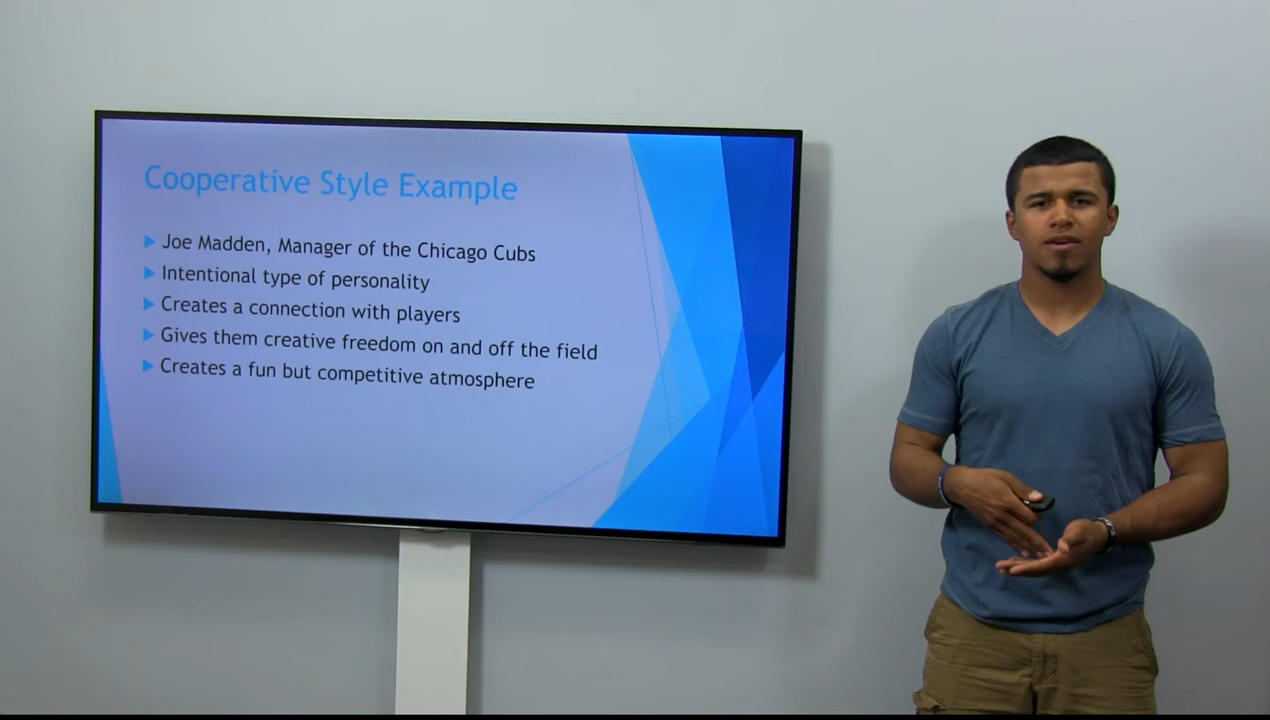 Cooperative Style Example
Joe Madden, Manager of the Chicago Cubs
Intentional type of personality
Creates a connection with players
Gives them creative freedom on and off the field
Creates a fun but competitive atmosphere